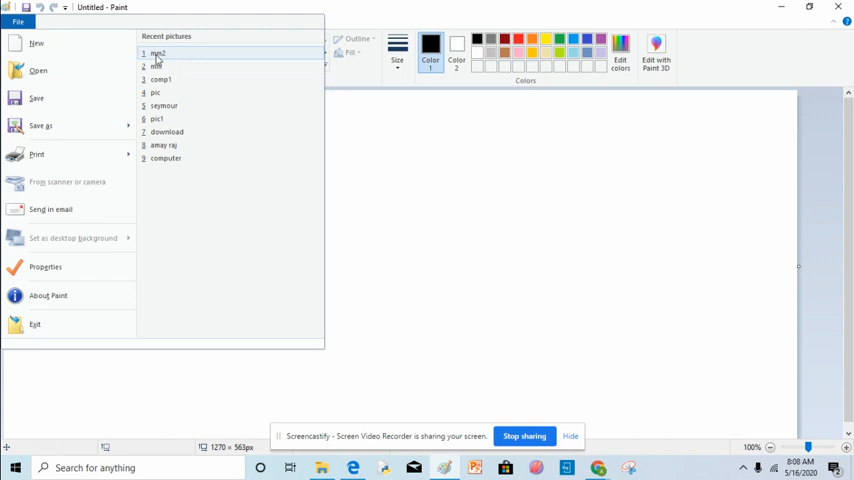 Untitled - Paint
File
Recent pictures
New
Open
Save
Save as
Print
From scanner or camera
Send in email
Set as desktop background
Properties
About Paint
Exit
1 mm2
2 mm
3 comp1
4 pic
5 seymour
6 pic1
7 download
8 amay raj
9 computer
Outline
Fill
Size
Color 1
Color 2
Edit colors
Edit with Paint 3D
Colors
1270 × 563px
100%
Screencastify - Screen Video Recorder is sharing your screen.
Stop sharing
Hide
Search for anything
8:08 AM
5/16/2020
2